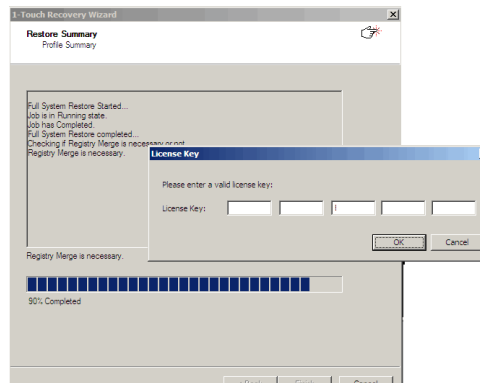 1-Touch Recovery Wizard
Restore Summary
Profile Summary
Full System Restore Started...
Job is in Running state.
Job has Completed.
Full System Restore completed...
Checking if Registry Merge is necessary or not
Registry Merge is necessary.
License Key
Please enter a valid license key:
License Key:
OK Cancel
Registry Merge is necessary.
90% Completed
< Back Finish Cancel